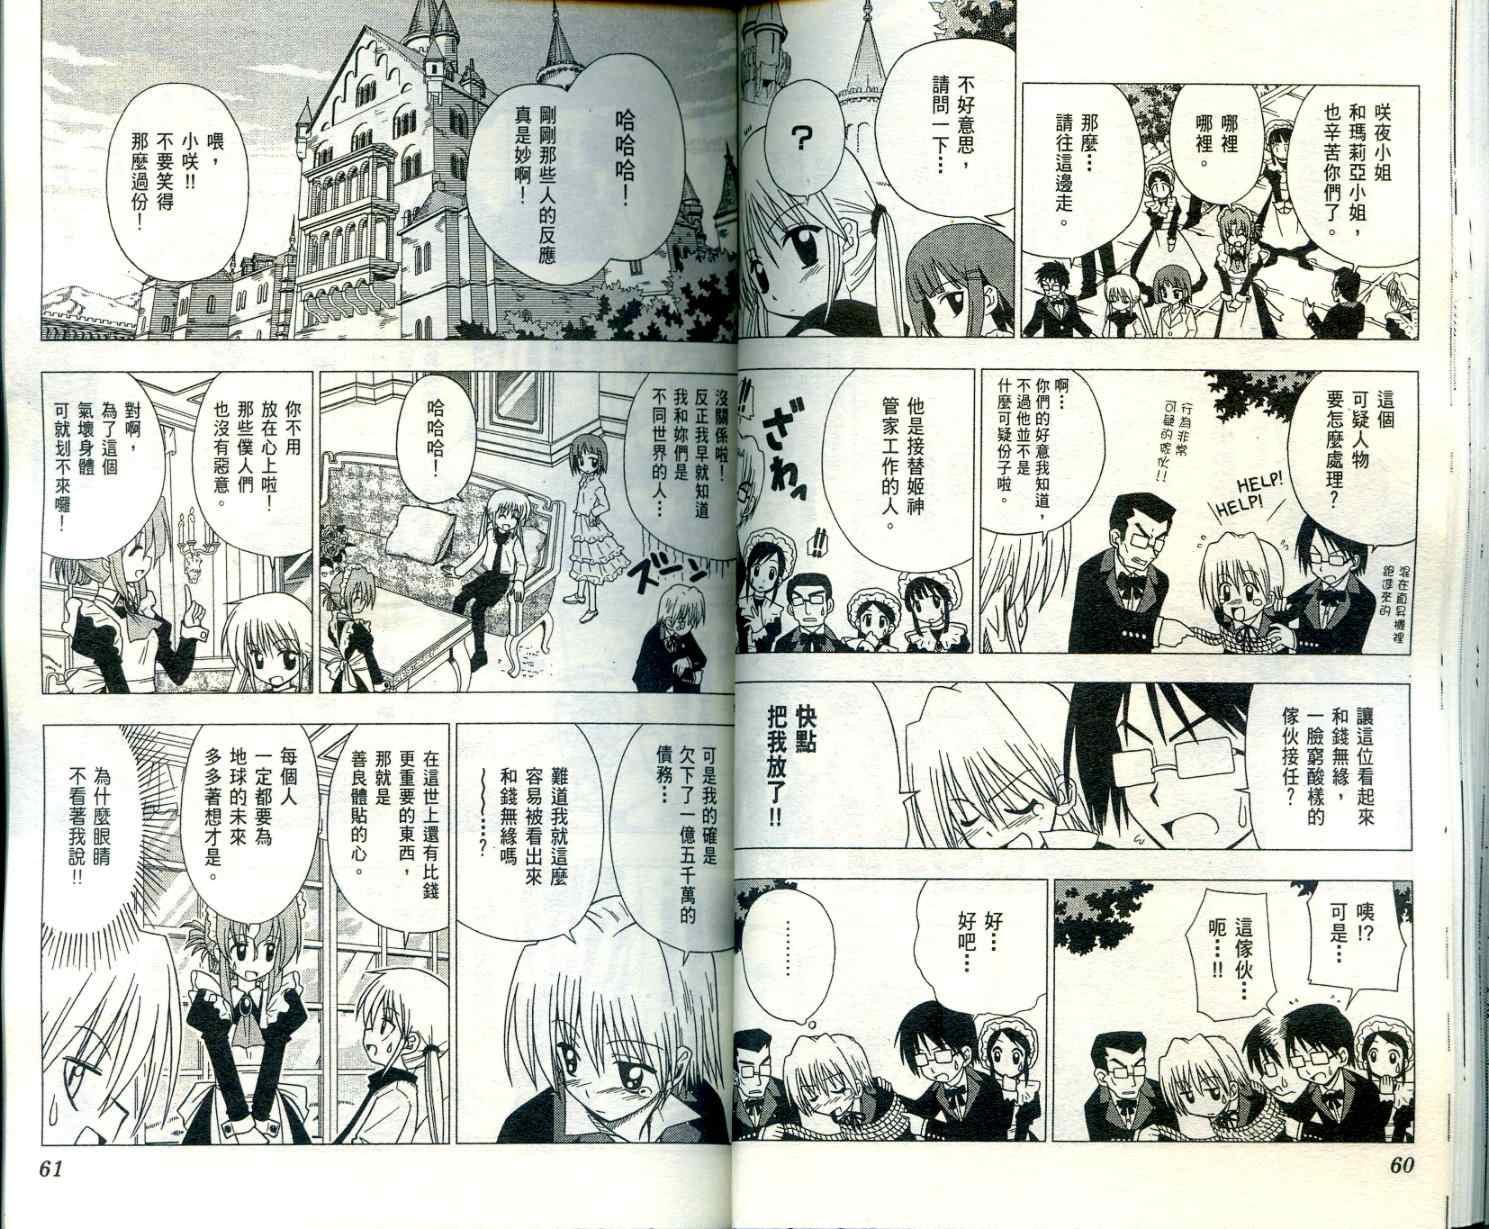 咲夜小姐
和瑪莉亞小姐，
也辛苦你們了。
哪裡
哪裡。
那麼…
請往這邊走。
不好意思，
請問一下…
？
這個
可疑人物
要怎麼處理？
HELP!
HELP!
混在直昇機裡
跟進來的
行為非常
可疑的傢伙!!
啊…
你們的好意我知道，
不過他並不是
什麼可疑份子啦。
他是接替姬神
管家工作的人。
!!
ざわっ
!!
讓這位看起來
和錢無緣，
一臉窮酸樣的
傢伙接任？
快點
把我放了!!
咦!?
可是…
這傢伙…
呃…!!
好…
好吧…
………
60
哈哈哈！
剛剛那些人的反應
真是妙啊！
喂，
小咲!!
不要笑得
那麼過份！
沒關係啦！
反正我早就知道
我和妳們是
不同世界的人…
ズーン
哈哈哈！
你不用
放在心上啦！
那些僕人們
也沒有惡意。
對啊，
為了這個
氣壞身體
可就划不來囉！
可是我的確是
欠下了一億五千萬的
債務…
難道我就這麼
容易被看出來
和錢無緣嗎
～～～…？
在這世上還有比錢
更重要的東西，
那就是
善良體貼的心。
每個人
一定都要為
地球的未來
多多著想才是。
為什麼眼睛
不看著我說!!
61